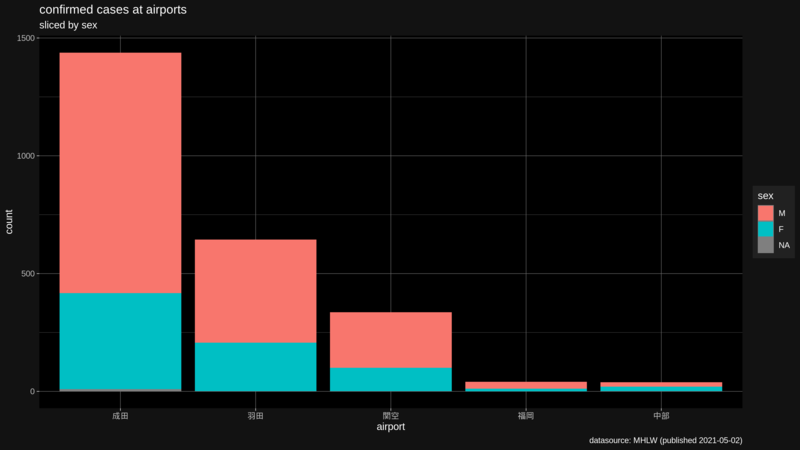 confirmed cases at airports
sliced by sex
1500
1000
500
0
count
成田 羽田 関空 福岡 中部
airport
sex
M
F
NA
datasource: MHLW (published 2021-05-02)